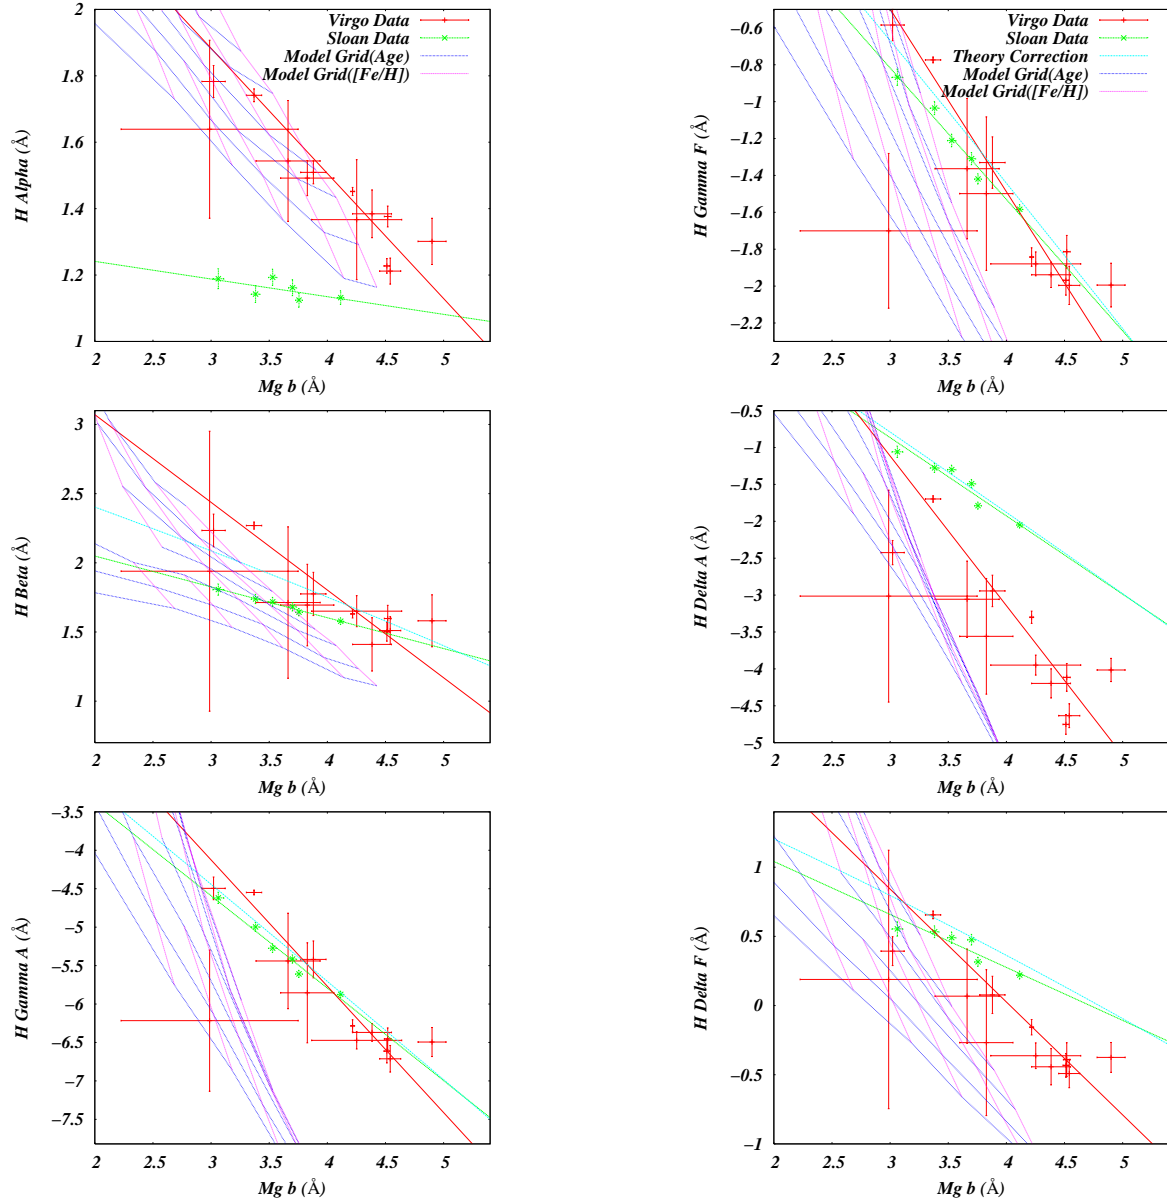 2
1.8
1.6
1.4
1.2
1
H Alpha (Å)
Virgo Data
Sloan Data
Model Grid(Age)
Model Grid([Fe/H])
2 2.5 3 3.5 4 4.5 5
Mg b (Å)
−0.6
−0.8
−1
−1.2
−1.4
−1.6
−1.8
−2
−2.2
H Gamma F (Å)
Virgo Data
Sloan Data
Theory Correction
Model Grid(Age)
Model Grid([Fe/H])
2 2.5 3 3.5 4 4.5 5
Mg b (Å)
3
2.5
2
1.5
1
H Beta (Å)
2 2.5 3 3.5 4 4.5 5
Mg b (Å)
−0.5
−1
−1.5
−2
−2.5
−3
−3.5
−4
−4.5
−5
H Delta A (Å)
2 2.5 3 3.5 4 4.5 5
Mg b (Å)
−3.5
−4
−4.5
−5
−5.5
−6
−6.5
−7
−7.5
H Gamma A (Å)
2 2.5 3 3.5 4 4.5 5
Mg b (Å)
1
0.5
0
−0.5
−1
H Delta F (Å)
2 2.5 3 3.5 4 4.5 5
Mg b (Å)